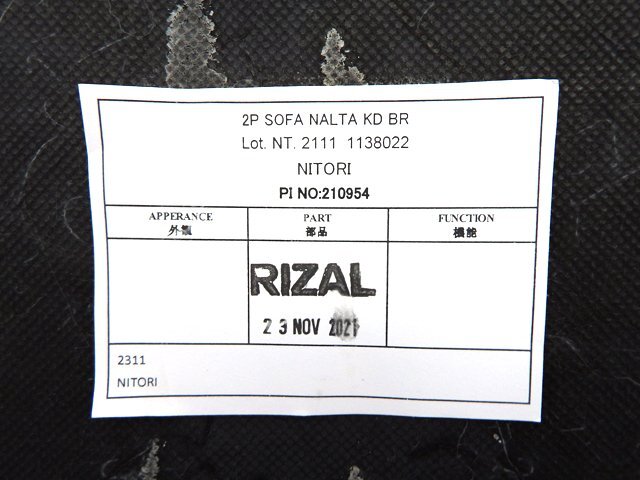 2P SOFA NALTA KD BR
Lot. NT. 2111 1138022
NITORI
PI NO:210954
APPERANCE PART FUNCTION
外観 部品 機能
RIZAL
23 NOV 2021
2311
NITORI